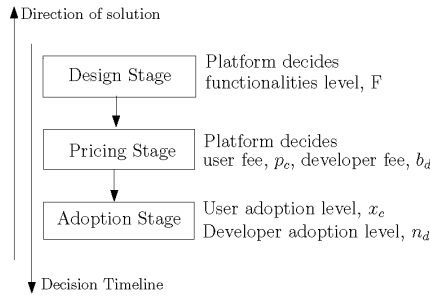 Direction of solution
Design Stage
Platform decides
functionalities level, F
Pricing Stage
Platform decides
user fee, p_c, developer fee, b_d
Adoption Stage
User adoption level, x_c
Developer adoption level, n_d
Decision Timeline